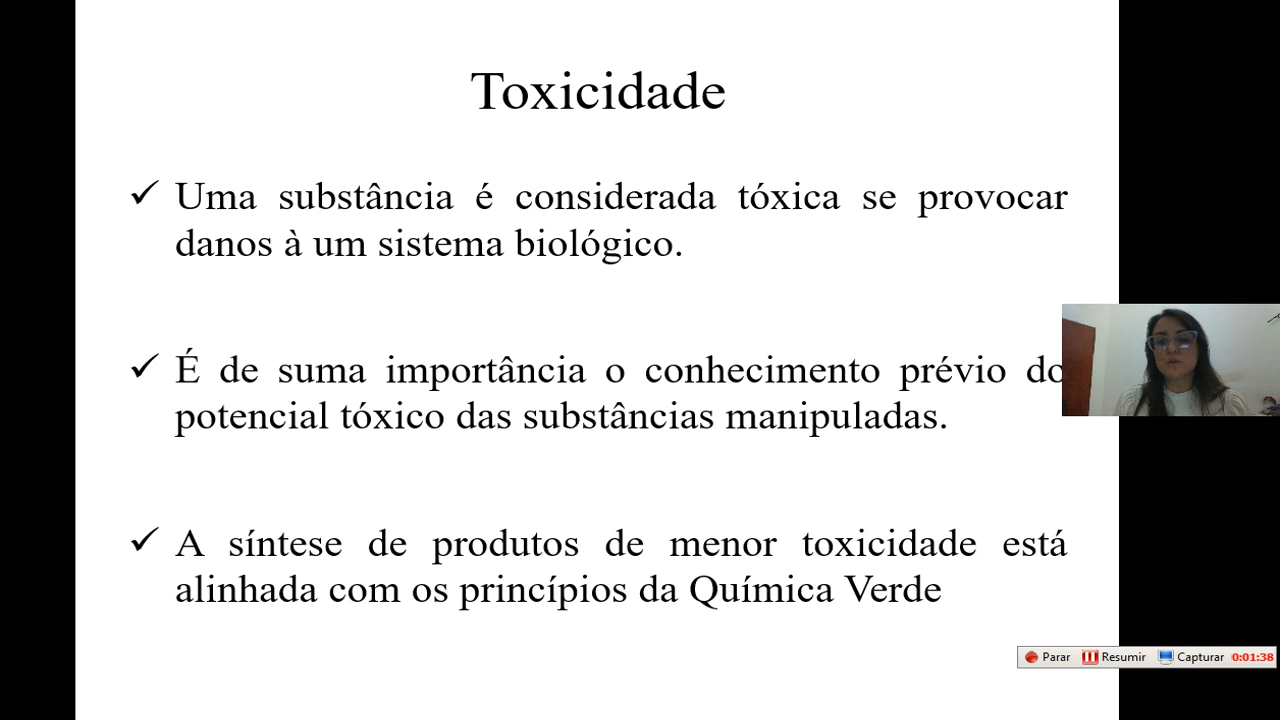 Toxicidade
✓ Uma substância é considerada tóxica se provocar
danos à um sistema biológico.
✓ É de suma importância o conhecimento prévio do
potencial tóxico das substâncias manipuladas.
✓ A síntese de produtos de menor toxicidade está
alinhada com os princípios da Química Verde
Parar Resumir Capturar 0:01:38